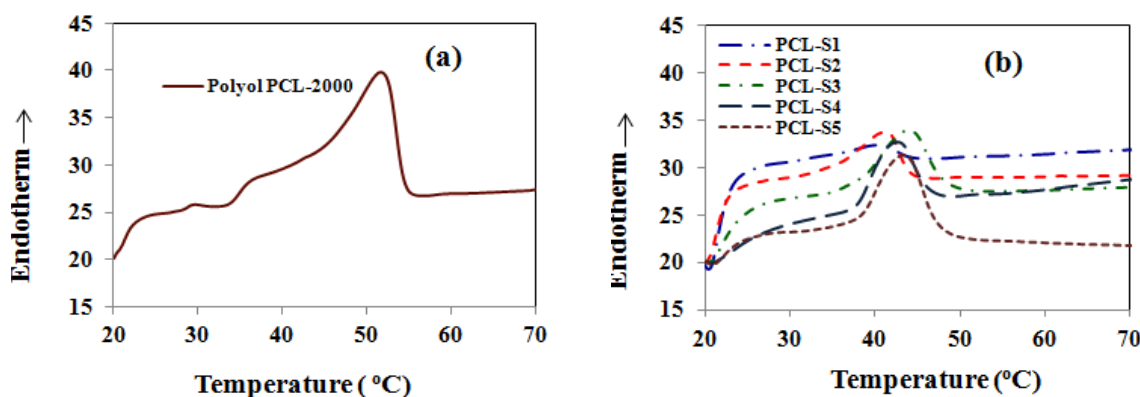 45
40
35
30
25
20
15
Endotherm →
(a)
Polyol PCL-2000
20 30 40 50 60 70
Temperature ( ºC)
45
40
35
30
25
20
15
Endotherm →
(b)
PCL-S1
PCL-S2
PCL-S3
PCL-S4
PCL-S5
20 30 40 50 60 70
Temperature (ºC)